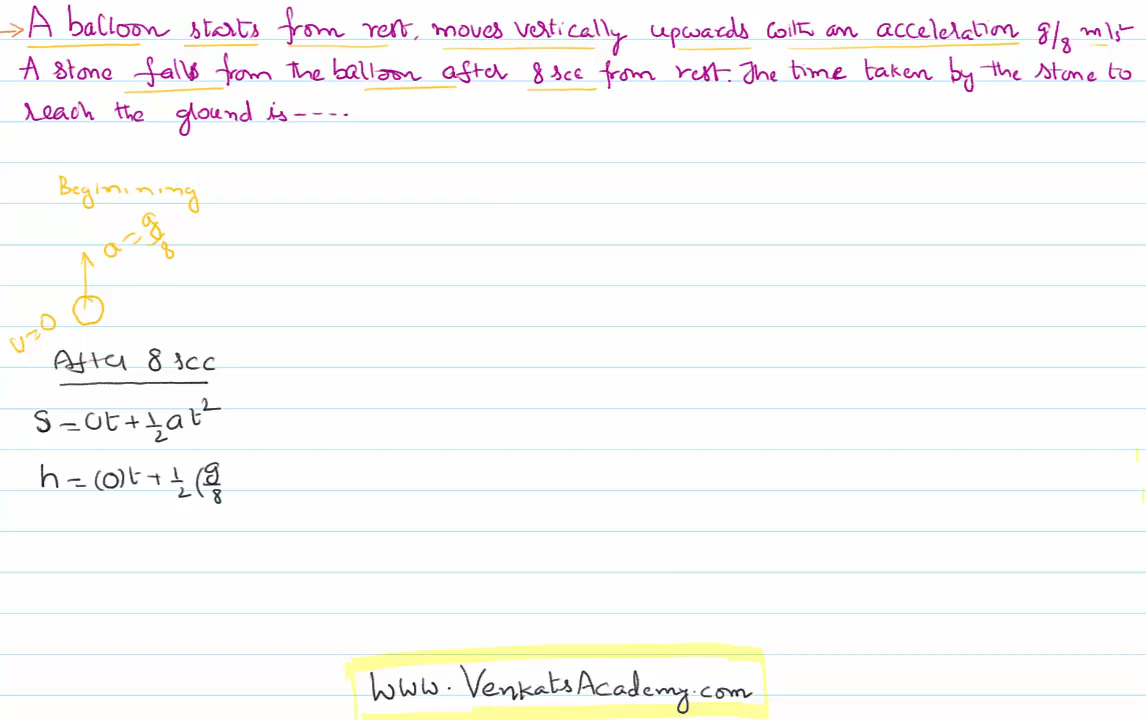 → A balloon starts from rest, moves vertically upwards with an acceleration g/8 m/s²
A stone falls from the balloon after 8 sec from rest. The time taken by the stone to
reach the ground is----.
Beginining
a=g/8
u=0
After 8 sec
S=ut+½at²
h=(0)t+½(g/8
www.VenkatsAcademy.com